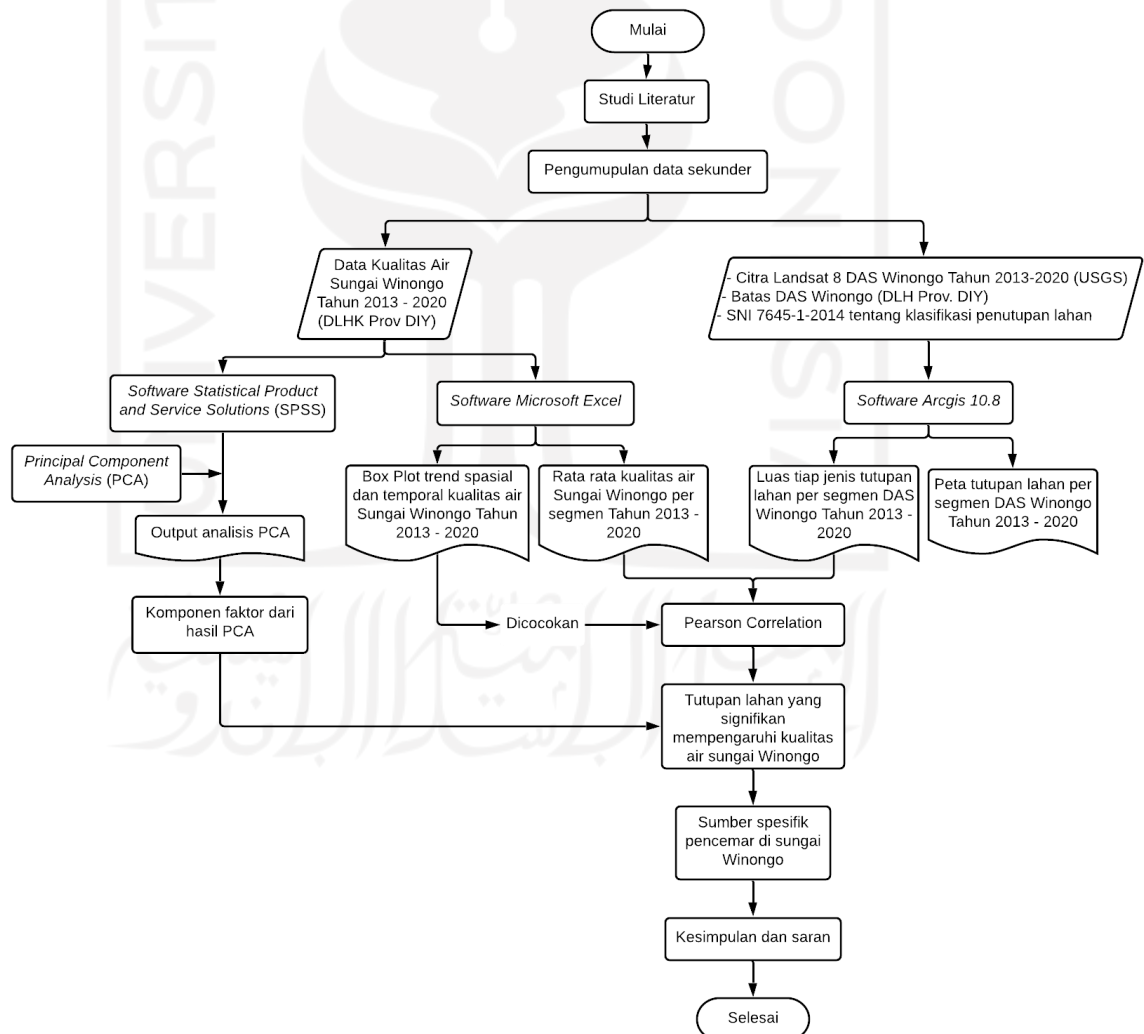 Mulai
Studi Literatur
Pengumupulan data sekunder
Data Kualitas Air
Sungai Winongo
Tahun 2013 - 2020
(DLHK Prov DIY)
- Citra Landsat 8 DAS Winongo Tahun 2013-2020 (USGS)
- Batas DAS Winongo (DLH Prov. DIY)
- SNI 7645-1-2014 tentang klasifikasi penutupan lahan
Software Statistical Product
and Service Solutions (SPSS)
Software Microsoft Excel
Software Arcgis 10.8
Principal Component
Analysis (PCA)
Box Plot trend spasial
dan temporal kualitas air
Sungai Winongo Tahun
2013 - 2020
Rata rata kualitas air
Sungai Winongo per
segmen Tahun 2013 -
2020
Luas tiap jenis tutupan
lahan per segmen DAS
Winongo Tahun 2013 -
2020
Peta tutupan lahan per
segmen DAS Winongo
Tahun 2013 - 2020
Output analisis PCA
Komponen faktor dari
hasil PCA
Dicocokan
Pearson Correlation
Tutupan lahan yang
signifikan
mempengaruhi kualitas
air sungai Winongo
Sumber spesifik
pencemar di sungai
Winongo
Kesimpulan dan saran
Selesai